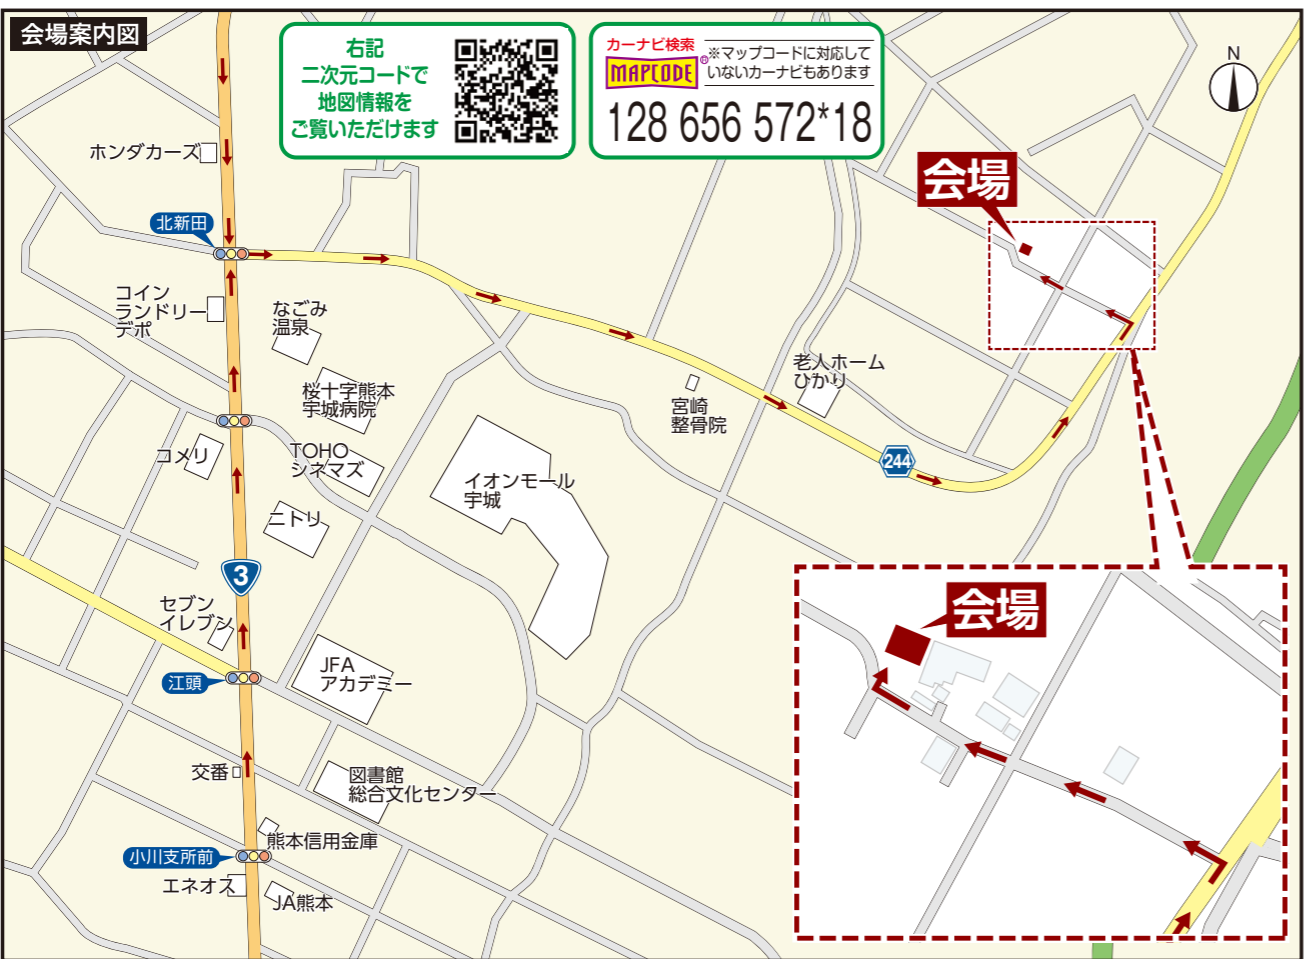 会場案内図
右記
二次元コードで
地図情報を
ご覧いただけます
カーナビ検索
MAPCODE®
※マップコードに対応して
いないカーナビもあります
128 656 572*18
N
ホンダカーズ
北新田
会場
コイン
ランドリー
デポ
なごみ
温泉
桜十字熊本
宇城病院
老人ホーム
ひかり
宮崎
整骨院
コメリ
TOHO
シネマズ
イオンモール
宇城
244
ニトリ
3
セブン
イレブン
江頭
JFA
アカデミー
会場
交番
図書館
総合文化センター
熊本信用金庫
小川支所前
エネオス
JA熊本